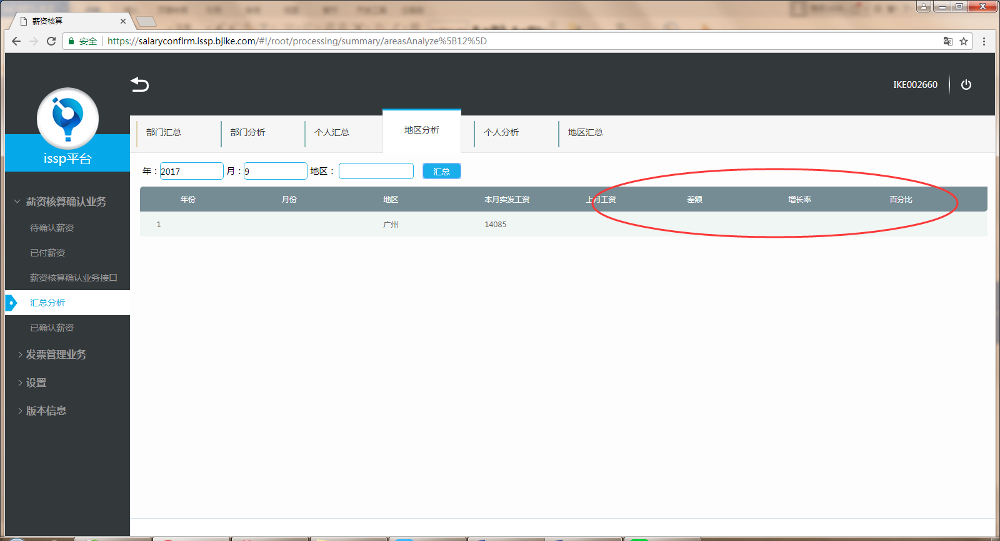 薪资核算
安全 https://salaryconfirm.issp.bjike.com/#!/root/processing/summary/areasAnalyze%5B12%5D
IKE002660
issp平台
部门汇总 部门分析 个人汇总 地区分析 个人分析 地区汇总
年：2017 月：9 地区： 汇总
年份 月份 地区 本月实发工资 上月工资 差额 增长率 百分比
1 广州 14085
薪资核算确认业务
待确认薪资
已付薪资
薪资核算确认业务接口
汇总分析
已确认薪资
发票管理业务
设置
版本信息